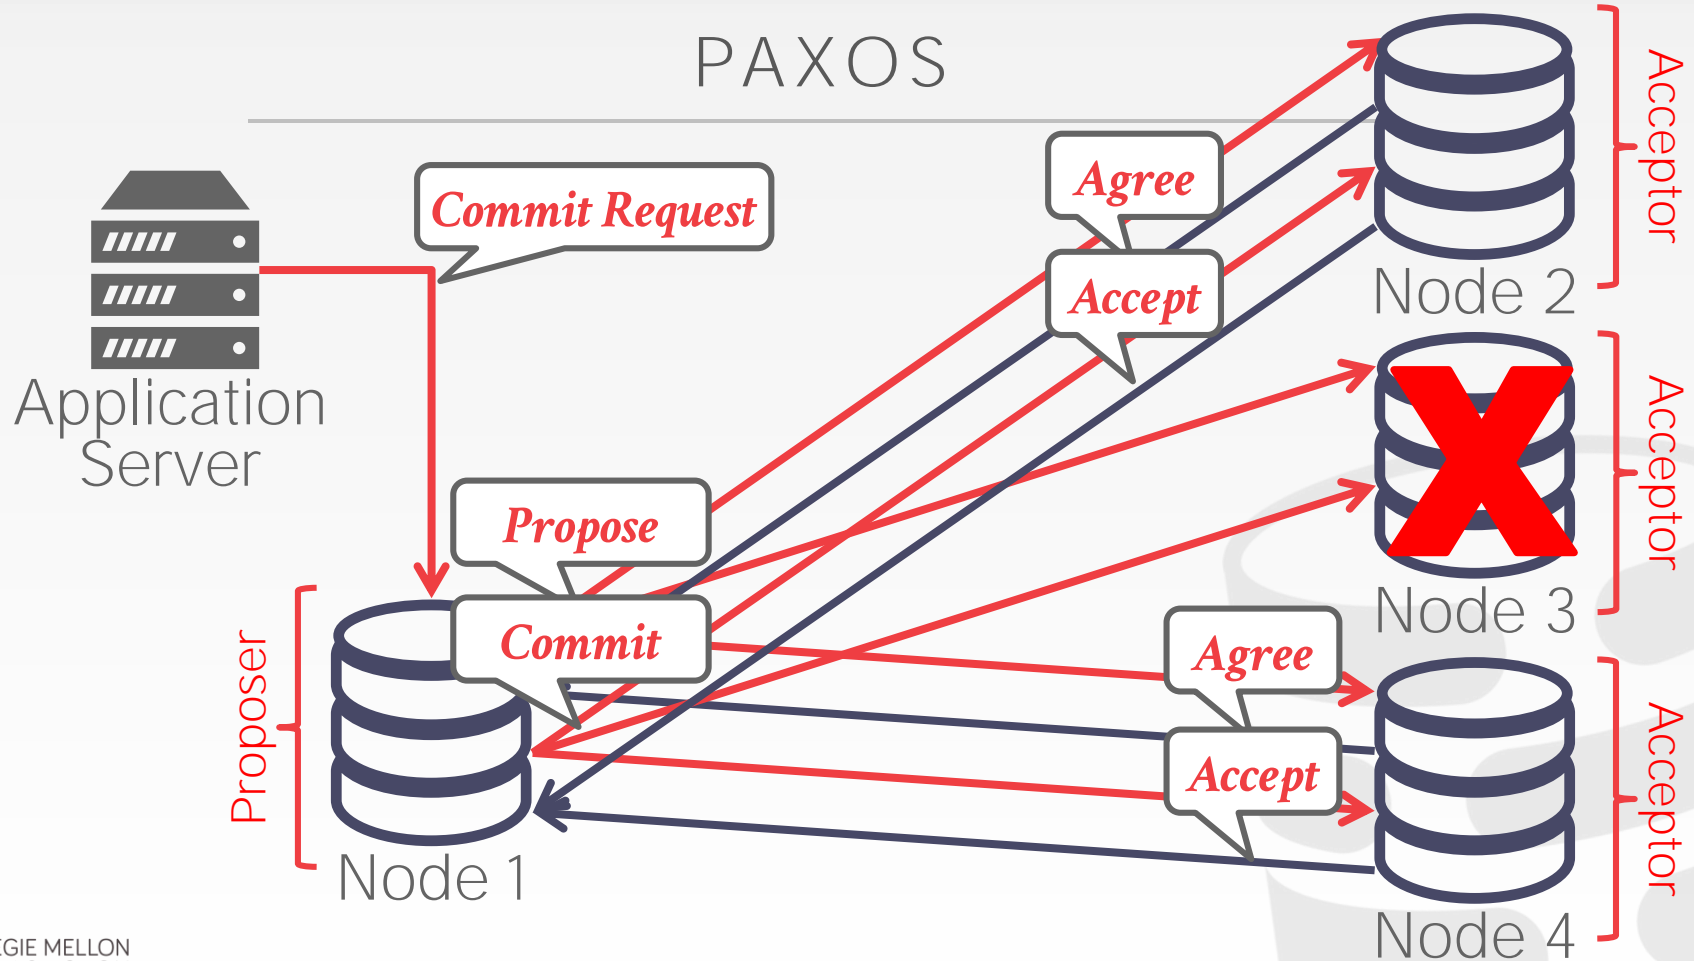 PAXOS
Commit Request
Agree
Accept
Acceptor
Node 2
Application
Server
Acceptor
Node 3
Propose
Commit
Proposer
Node 1
Agree
Accept
Acceptor
Node 4
MELLON